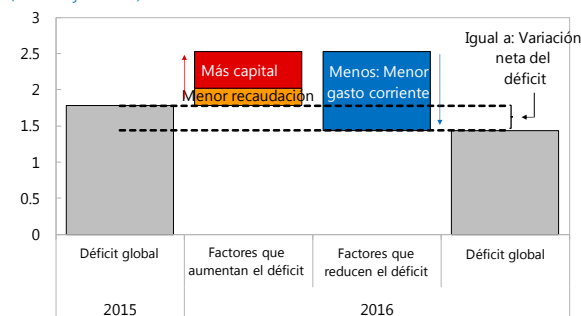 3
2.5
2
1.5
1
0.5
0
Más capital
Menor recaudación
Menos: Menor
gasto corriente
Igual a: Variación
neta del
déficit
Déficit global
Factores que
aumentan el déficit
Factores que
reducen el déficit
Déficit global
2015
2016